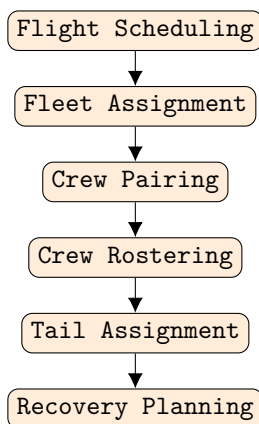 Flight Scheduling
Fleet Assignment
Crew Pairing
Crew Rostering
Tail Assignment
Recovery Planning